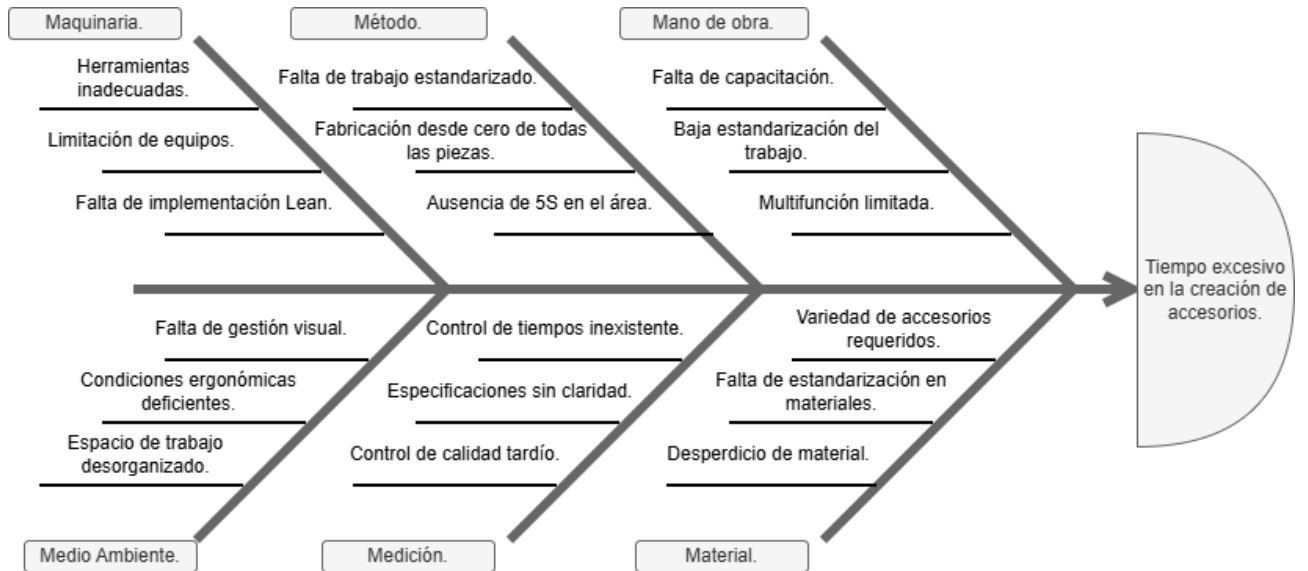 Maquinaria.
Método.
Mano de obra.
Herramientas
inadecuadas.
Limitación de equipos.
Falta de implementación Lean.
Falta de trabajo estandarizado.
Fabricación desde cero de todas
las piezas.
Ausencia de 5S en el área.
Falta de capacitación.
Baja estandarización del
trabajo.
Multifunción limitada.
Tiempo excesivo
en la creación de
accesorios.
Falta de gestión visual.
Condiciones ergonómicas
deficientes.
Espacio de trabajo
desorganizado.
Control de tiempos inexistente.
Especificaciones sin claridad.
Control de calidad tardío.
Variedad de accesorios
requeridos.
Falta de estandarización en
materiales.
Desperdicio de material.
Medio Ambiente.
Medición.
Material.